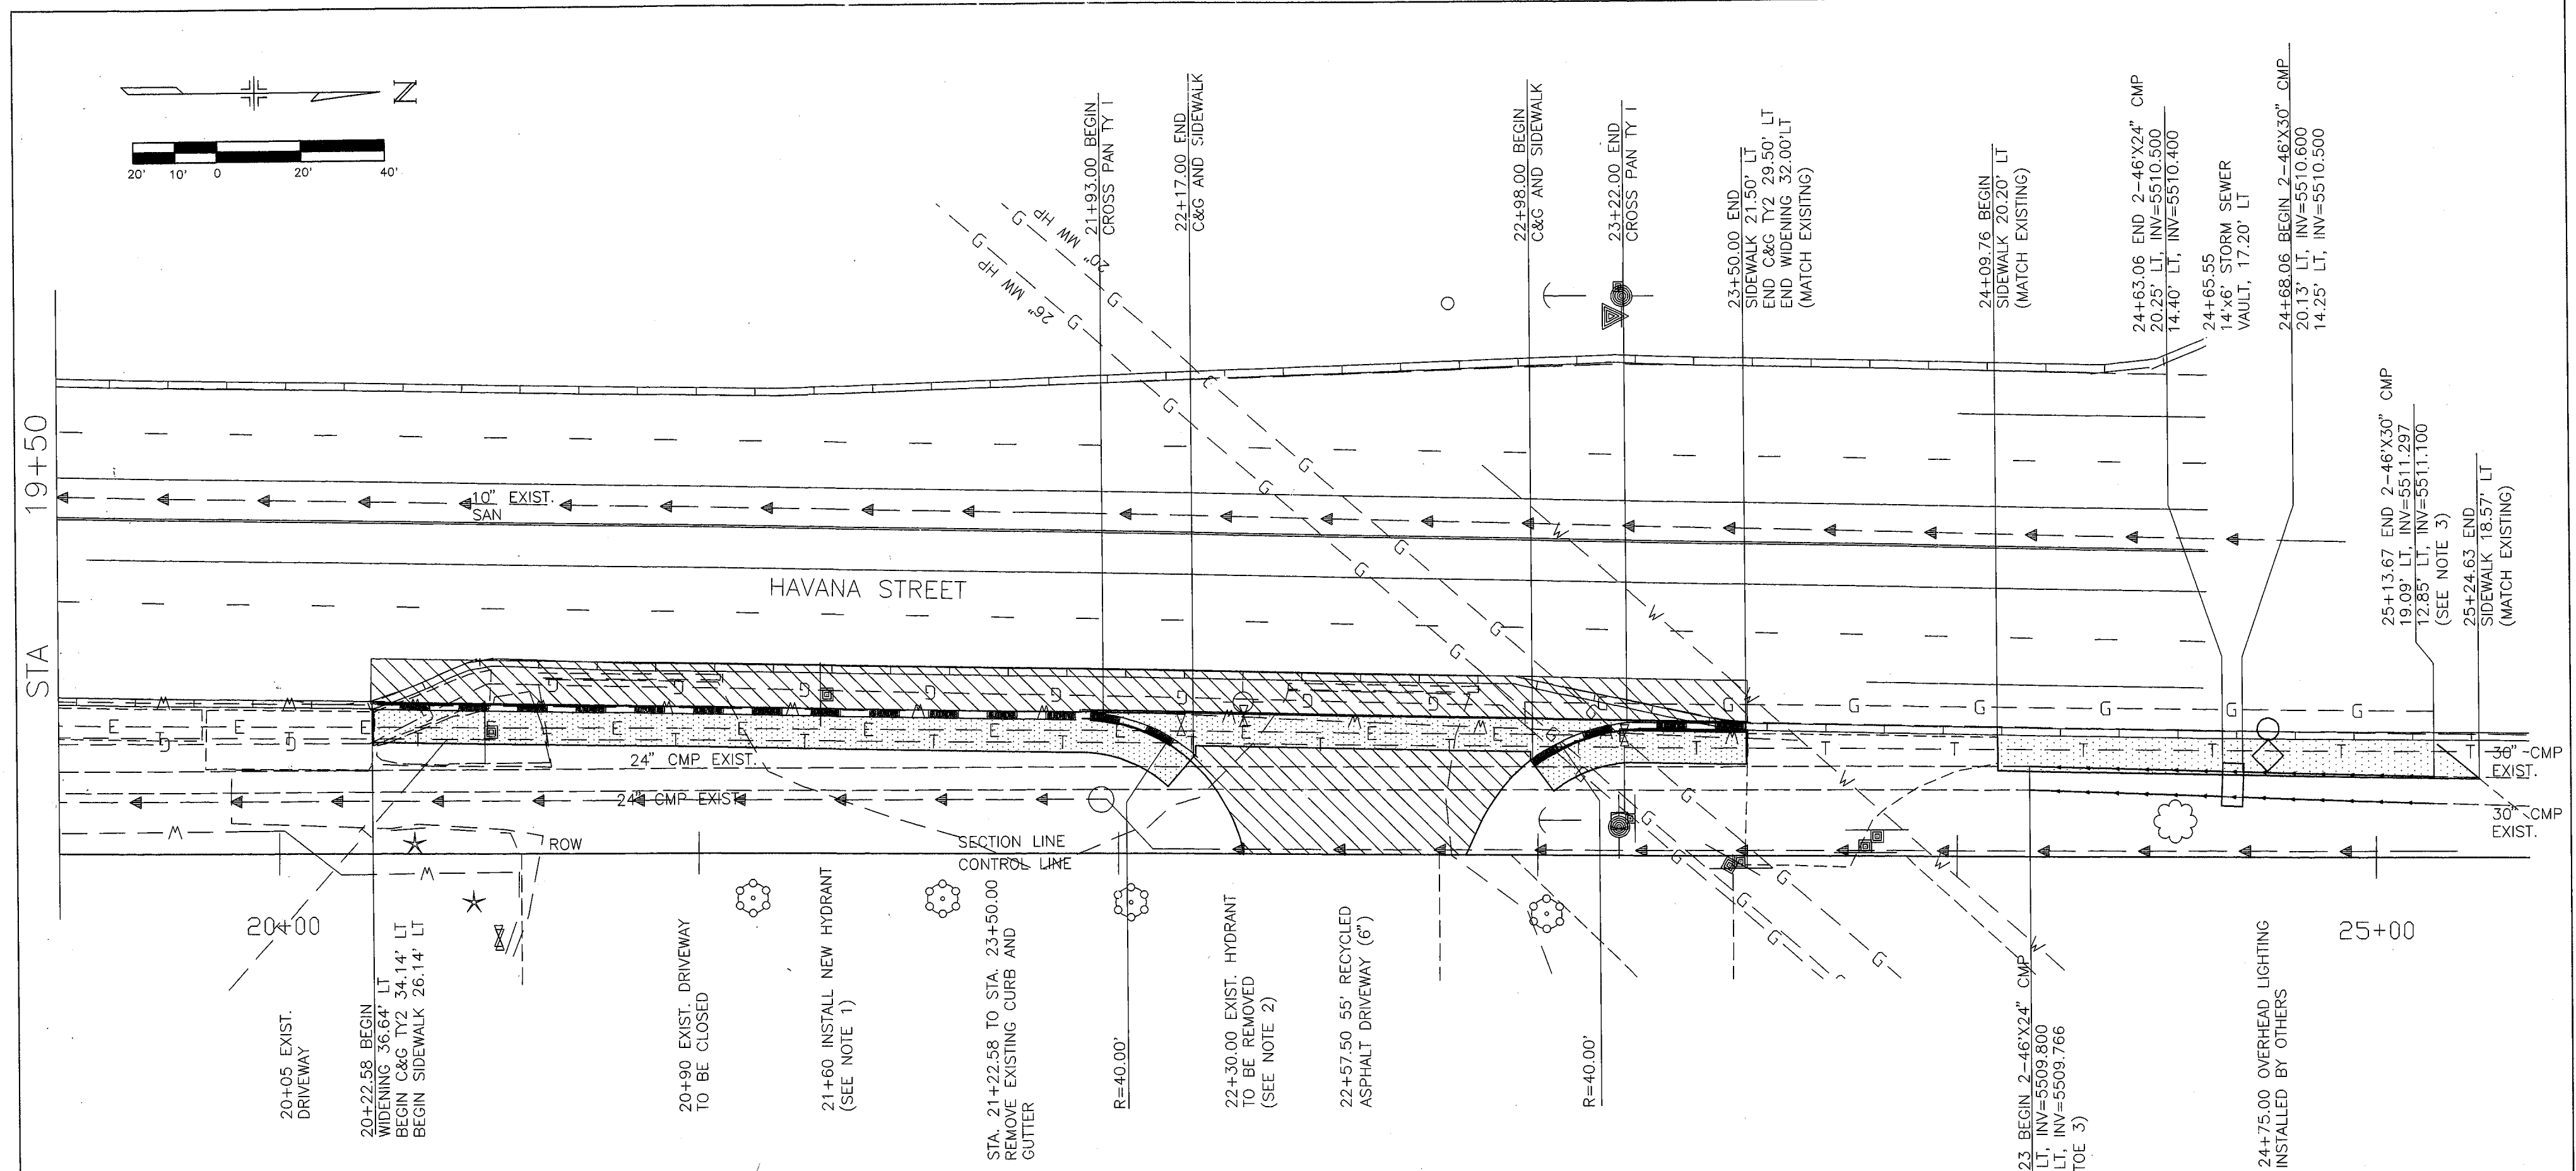 N
20' 10' 0 20' 40'
STA 19+50
21+93.00 BEGIN
CROSS PAN TY I
22+17.00 END
C&G AND SIDEWALK
22+98.00 BEGIN
C&G AND SIDEWALK
23+22.00 END
CROSS PAN TY I
23+50.00 END
SIDEWALK 21.50' LT
END C&G TY2 29.50' LT
END WIDENING 32.00'LT
(MATCH EXISITNG)
24+09.76 BEGIN
SIDEWALK 20.20' LT
(MATCH EXISTING)
24+63.06 END 2-46'X24" CMP
20.25' LT, INV=5510.500
14.40' LT, INV=5510.400
24+65.55
14'x6' STORM SEWER
VAULT, 17.20' LT
24+68.06 BEGIN 2-46'X30" CMP
20.13' LT, INV=5510.600
14.25' LT, INV=5510.500
25+13.67 END 2-46'X30" CMP
19.09' LT, INV=5511.297
12.85' LT, INV=5511.100
(SEE NOTE 3)
25+24.63 END
SIDEWALK 18.57' LT
(MATCH EXISTING)
20" MW HP
26" MW HP
10" EXIST.
SAN
HAVANA STREET
24" CMP EXIST.
24" CMP EXIST.
30" CMP
EXIST.
30" CMP
EXIST.
ROW
SECTION LINE
CONTROL LINE
20+00
25+00
20+05 EXIST.
DRIVEWAY
20+22.58 BEGIN
WIDENING 36.64' LT
BEGIN C&G TY2 34.14' LT
BEGIN SIDEWALK 26.14' LT
20+90 EXIST. DRIVEWAY
TO BE CLOSED
21+60 INSTALL NEW HYDRANT
(SEE NOTE 1)
STA. 21+22.58 TO STA. 23+50.00
REMOVE EXISTING CURB AND
GUTTER
R=40.00'
22+30.00 EXIST. HYDRANT
TO BE REMOVED
(SEE NOTE 2)
22+57.50 55' RECYCLED
ASPHALT DRIVEWAY (6")
R=40.00'
23 BEGIN 2-46'X24" CMP
LT, INV=5509.800
LT, INV=5509.766
TOE 3)
24+75.00 OVERHEAD LIGHTING
INSTALLED BY OTHERS